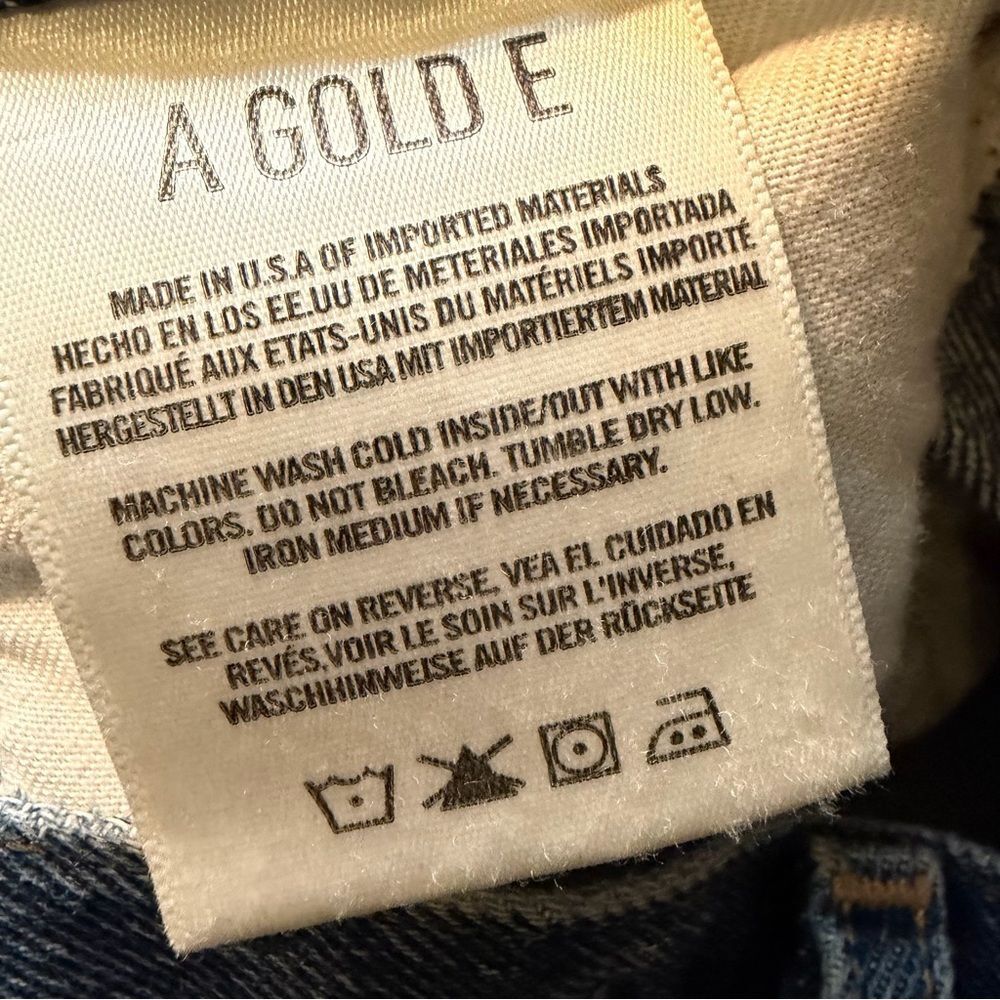 A GOLD E
MADE IN U.S.A OF IMPORTED MATERIALS
HECHO EN LOS EE.UU DE METERIALES IMPORTADA
FABRIQUÉ AUX ETATS-UNIS DU MATÉRIELS IMPORTÉ
HERGESTELLT IN DEN USA MIT IMPORTIERTEM MATERIAL
MACHINE WASH COLD INSIDE/OUT WITH LIKE
COLORS. DO NOT BLEACH. TUMBLE DRY LOW.
IRON MEDIUM IF NECESSARY.
SEE CARE ON REVERSE, VEA EL CUIDADO EN
REVÉS, VOIR LE SOIN SUR L'INVERSE,
WASCHHINWEISE AUF DER RÜCKSEITE